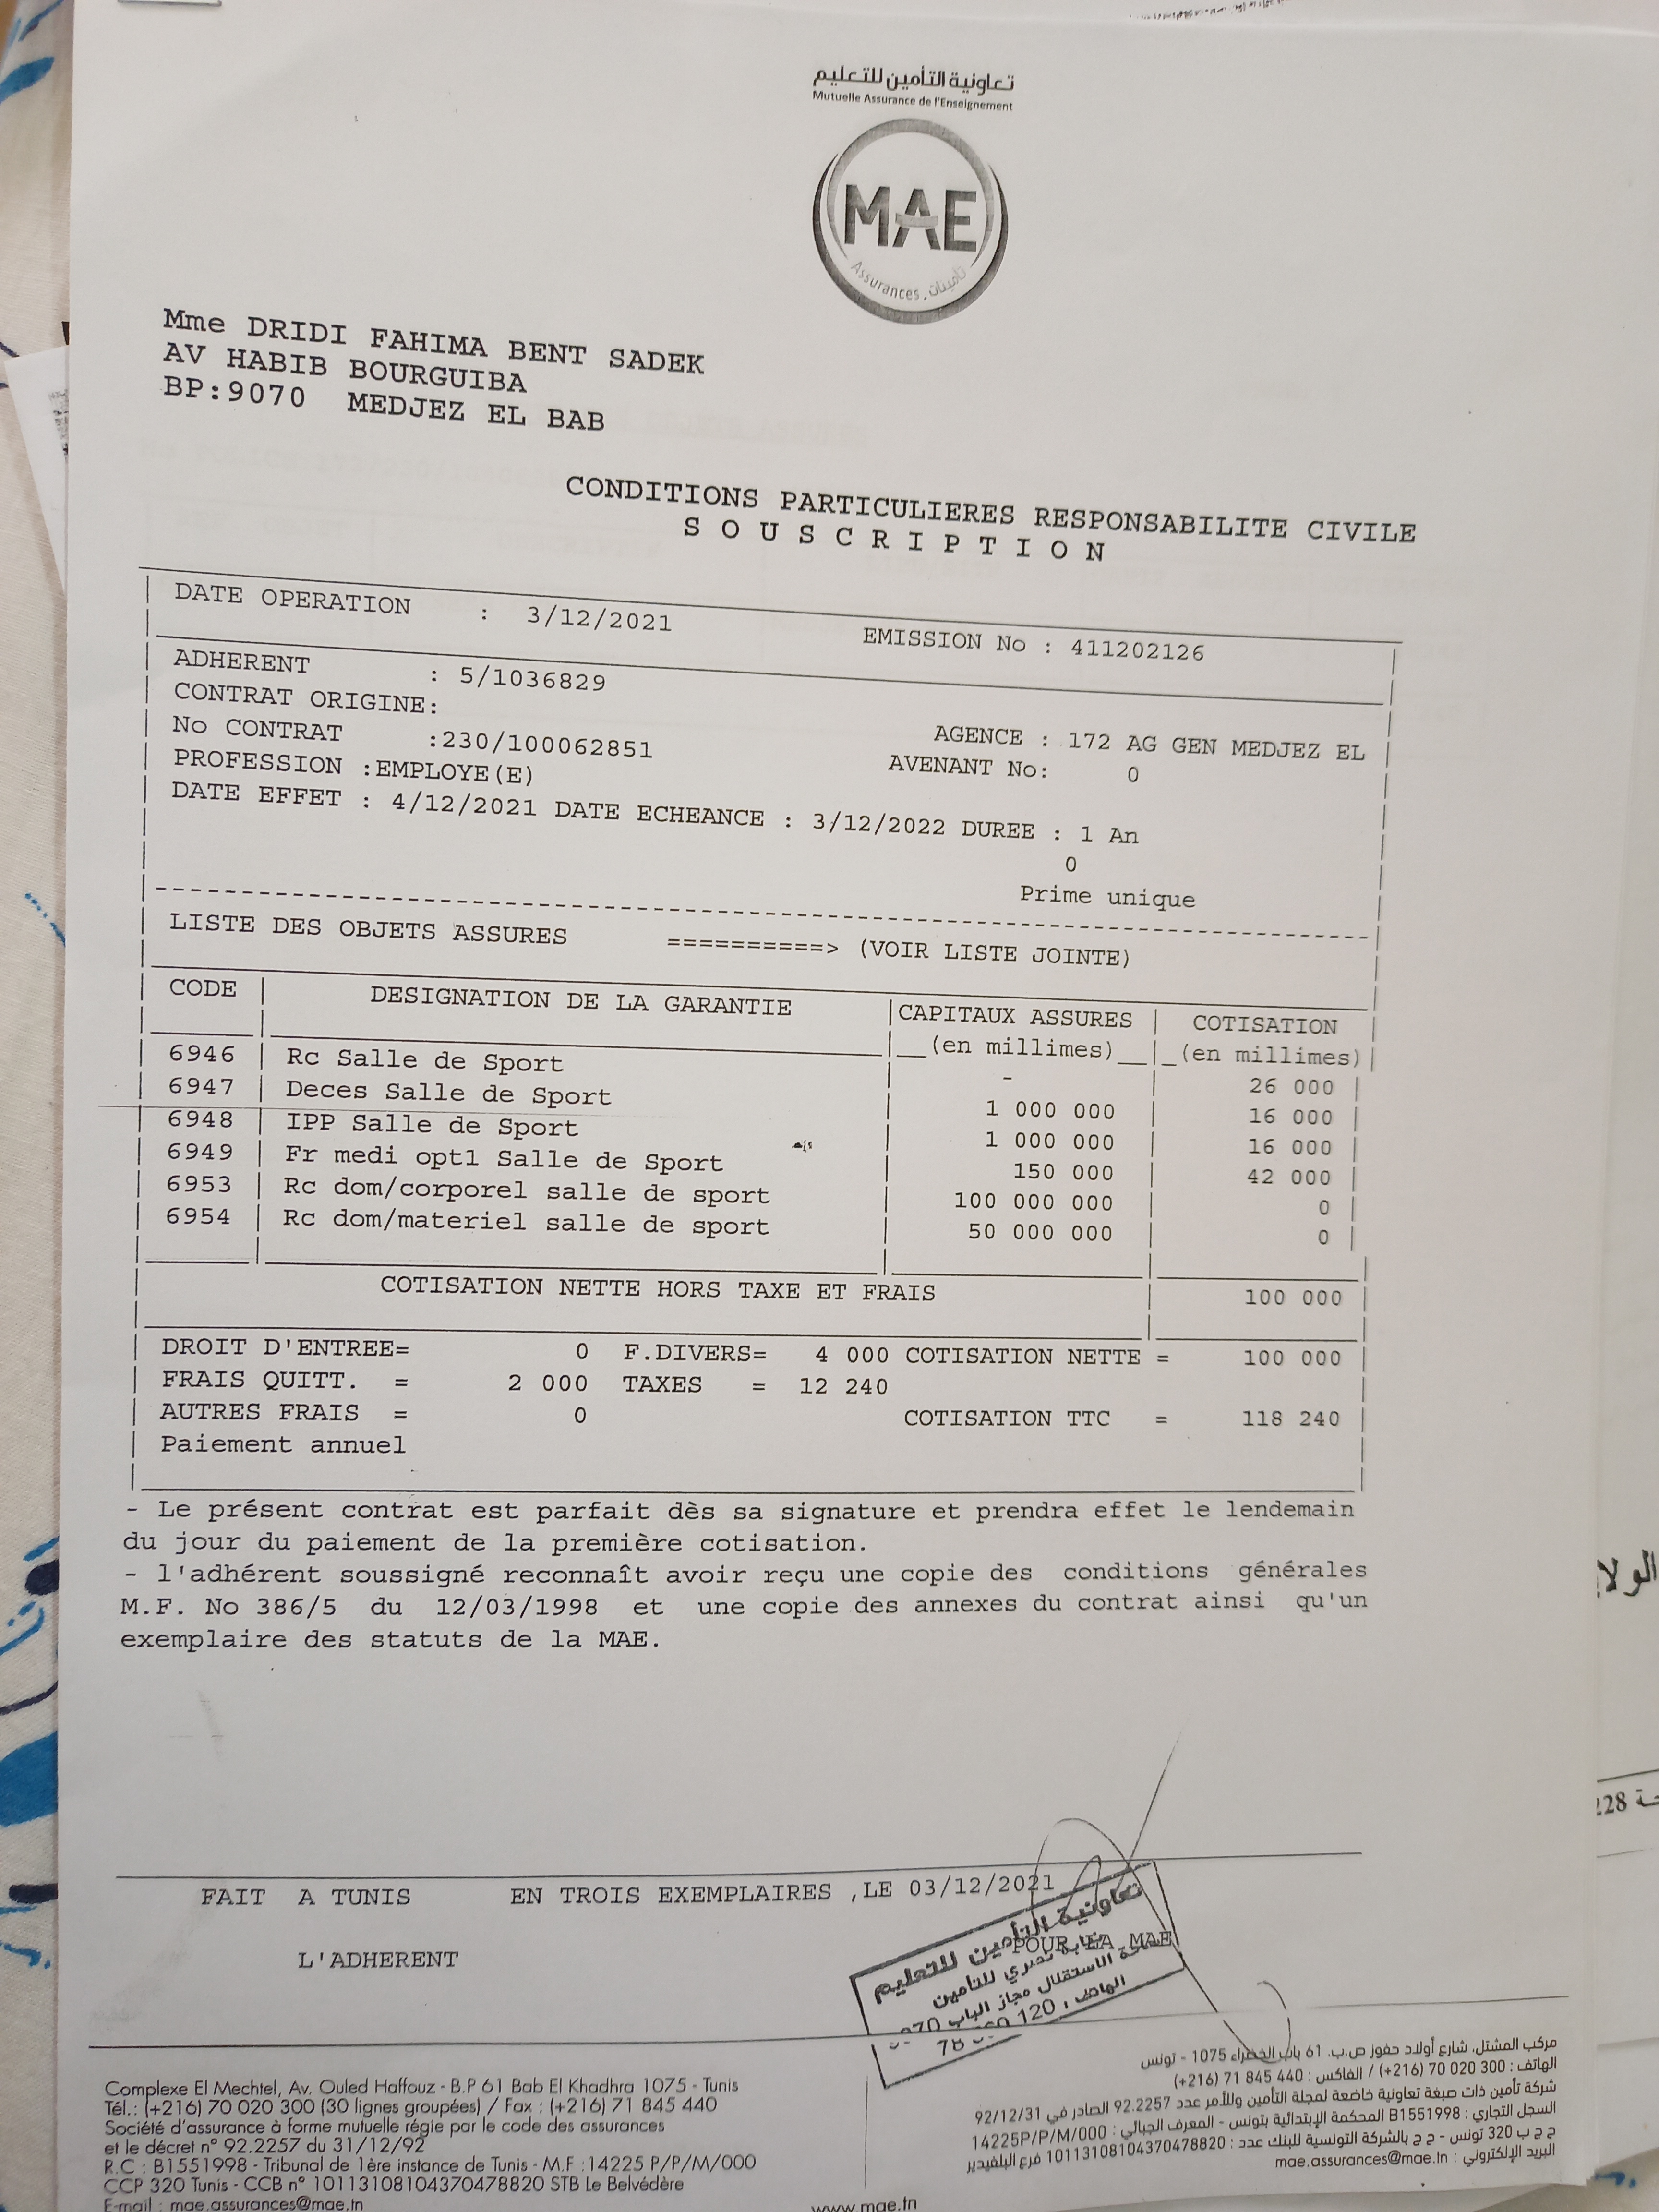 تعاونية التأمين للتعليم
Mutuelle Assurance de l'Enseignement
MAE
Assurances . تأمينات
Mme DRIDI FAHIMA BENT SADEK
AV HABIB BOURGUIBA
BP:9070 MEDJEZ EL BAB
CONDITIONS PARTICULIERES RESPONSABILITE CIVILE
S O U S C R I P T I O N
DATE OPERATION : 3/12/2021 EMISSION No : 411202126
ADHERENT : 5/1036829
CONTRAT ORIGINE:
No CONTRAT :230/100062851 AGENCE : 172 AG GEN MEDJEZ EL
PROFESSION :EMPLOYE(E) AVENANT No: 0
DATE EFFET : 4/12/2021 DATE ECHEANCE : 3/12/2022 DUREE : 1 An
0
Prime unique
LISTE DES OBJETS ASSURES ==========> (VOIR LISTE JOINTE)
CODE | DESIGNATION DE LA GARANTIE | CAPITAUX ASSURES | COTISATION
(en millimes) | (en millimes)
6946 | Rc Salle de Sport | - | 26 000
6947 | Deces Salle de Sport | 1 000 000 | 16 000
6948 | IPP Salle de Sport | 1 000 000 | 16 000
6949 | Fr medi opt1 Salle de Sport | 150 000 | 42 000
6953 | Rc dom/corporel salle de sport | 100 000 000 | 0
6954 | Rc dom/materiel salle de sport | 50 000 000 | 0
COTISATION NETTE HORS TAXE ET FRAIS | 100 000
DROIT D'ENTREE= 0 F.DIVERS= 4 000 COTISATION NETTE = 100 000
FRAIS QUITT. = 2 000 TAXES = 12 240
AUTRES FRAIS = 0 COTISATION TTC = 118 240
Paiement annuel
- Le présent contrat est parfait dès sa signature et prendra effet le lendemain
du jour du paiement de la première cotisation.
- l'adhérent soussigné reconnaît avoir reçu une copie des conditions générales
M.F. No 386/5 du 12/03/1998 et une copie des annexes du contrat ainsi qu'un
exemplaire des statuts de la MAE.
FAIT A TUNIS EN TROIS EXEMPLAIRES ,LE 03/12/2021
L'ADHERENT POUR LA MAE
تعاونية التأمين للتعليم
للتأمين
الاستقلال مجاز الباب
الهاتف
Complexe El Mechtel, Av. Ouled Haffouz - B.P 61 Bab El Khadhra 1075 - Tunis
Tél.: (+216) 70 020 300 (30 lignes groupées) / Fax : (+216) 71 845 440
Société d'assurance à forme mutuelle régie par le code des assurances
et le décret n° 92.2257 du 31/12/92
R.C : B1551998 - Tribunal de 1ère instance de Tunis - M.F :14225 P/P/M/000
CCP 320 Tunis - CCB n° 10113108104370478820 STB Le Belvédère
E-mail : mae.assurances@mae.tn
www.mae.tn
مركب المشتل، شارع أولاد حفوز ص.ب. 61 باب الخضراء 1075 - تونس
الهاتف : 300 020 70 (216+) / الفاكس : 440 845 71 (216+)
شركة تأمين ذات صبغة تعاونية خاضعة لمجلة التأمين وللأمر عدد 92.2257 الصادر في 92/12/31
السجل التجاري : B1551998 المحكمة الإبتدائية بتونس - المعرف الجبائي : 14225P/P/M/000
ج ج ب 320 تونس - ج ج بالشركة التونسية للبنك عدد : 10113108104370478820 فرع البلفيدير
البريد الإلكتروني : mae.assurances@mae.tn